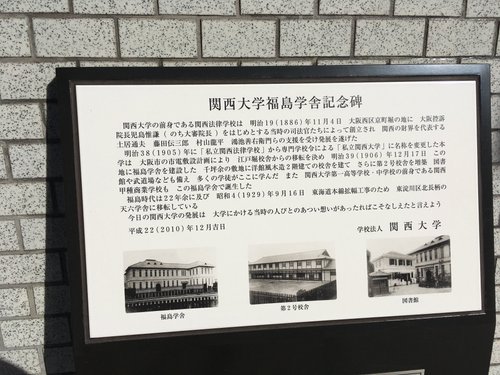 関西大学福島学舎記念碑
関西大学の前身である関西法律学校は 明治19(1886)年11月4日 大阪西区京町堀の地に 大阪控訴
院長児島惟謙(のち大審院長)をはじめとする当時の司法官たちによって創立され 関西の財界を代表する
土居通夫 藤田伝三郎 村山龍平 鴻池善右衛門らの支援を受け発展を遂げた
明治38(1905)年に「私立関西法律学校」から専門学校令による「私立関西大学」に名称を変更した本
学は 大阪市の市電敷設計画により 江戸堀校舎からの移転を決め 明治39(1906)年12月17日 この
地に福島学舎を建設した 千坪余の敷地に洋館風木造2階建ての校舎を建て さらに第2号校舎を増築 図書
館や武道場なども備え 多くの学徒がここに学んだ また 関西大学第一高等学校・中学校の前身である関西
甲種商業学校も この福島学舎で誕生した
福島時代は22年余に及び 昭和4(1929)年9月16日 東海道本線拡幅工事のため 東淀川区北長柄の
天六学舎に移転している
今日の関西大学の発展は 大学にかける当時の人びとのあつい想いがあったればこそなしえたと言えよう
平成22(2010)年12月吉日
学校法人 関西大学
福島学舎
第2号校舎
図書館